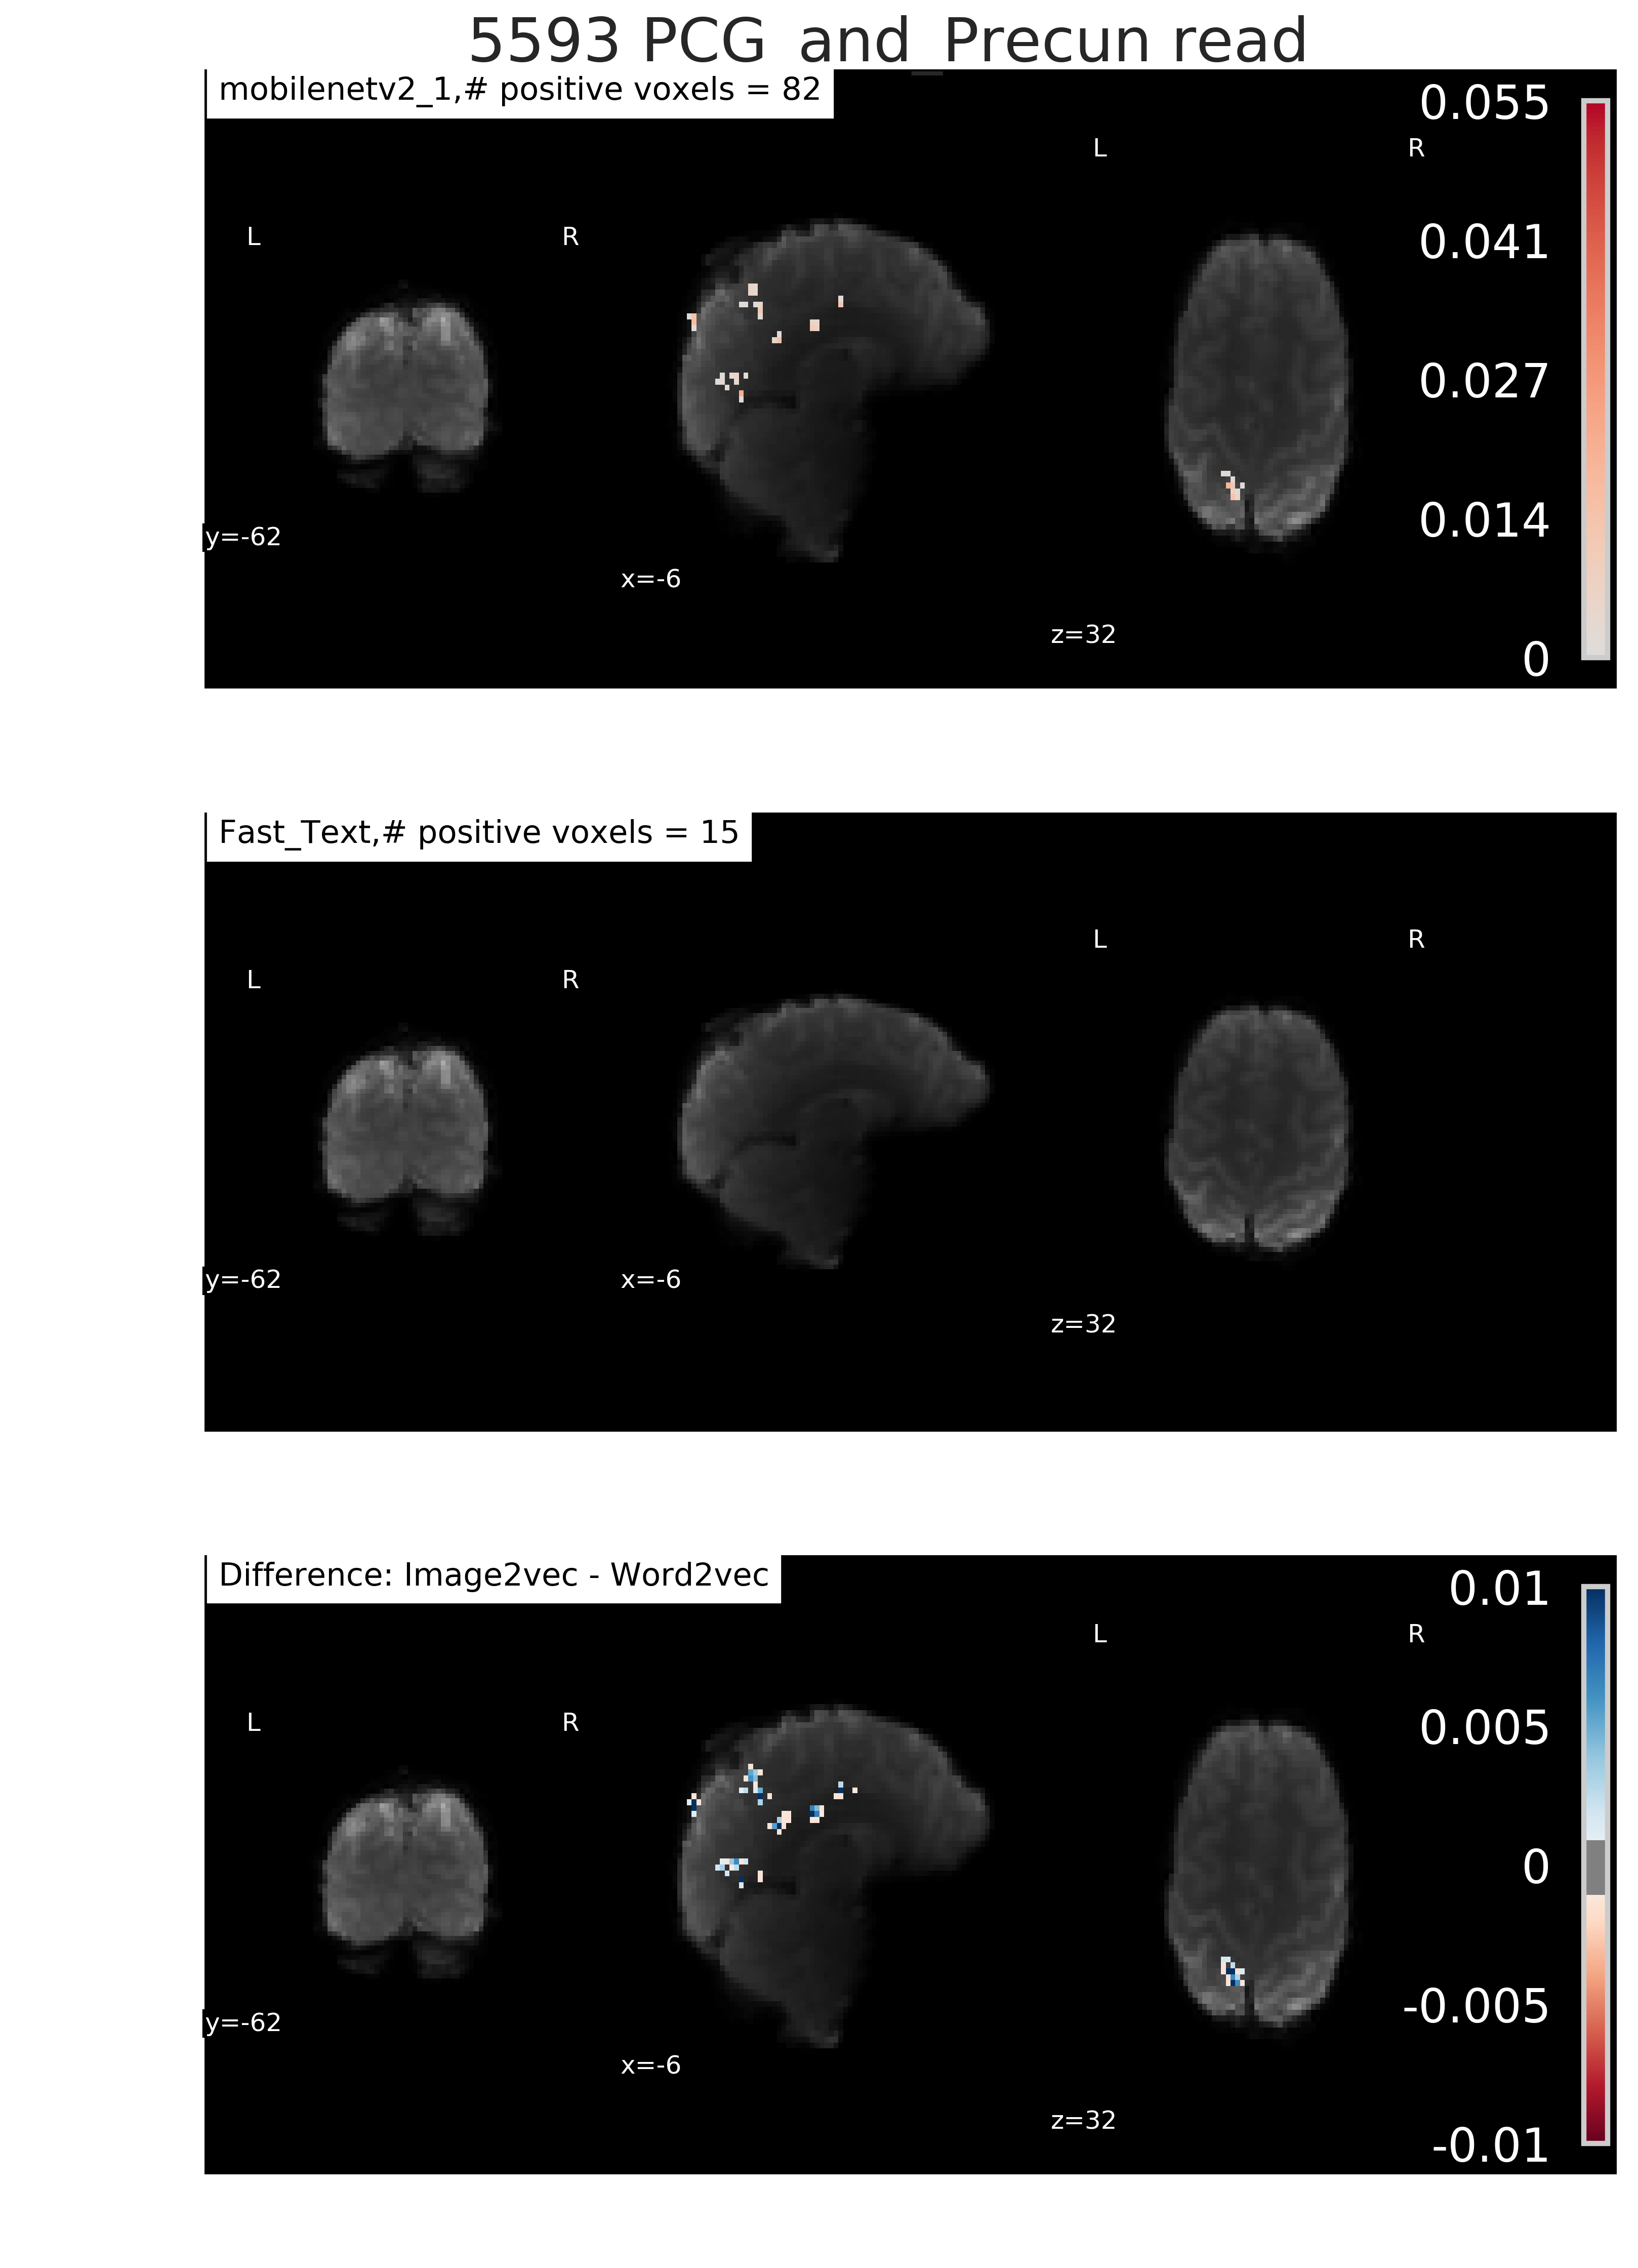 5593 PCG_and_Precun read
mobilenetv2_1,# positive voxels = 82
0.055
L R
0.041
L R
0.027
0.014
y=-62
x=-6
z=32
0
Fast_Text,# positive voxels = 15
L R
L R
y=-62
x=-6
z=32
Difference: Image2vec - Word2vec
0.01
L R
0.005
L R
0
-0.005
y=-62
x=-6
z=32
-0.01